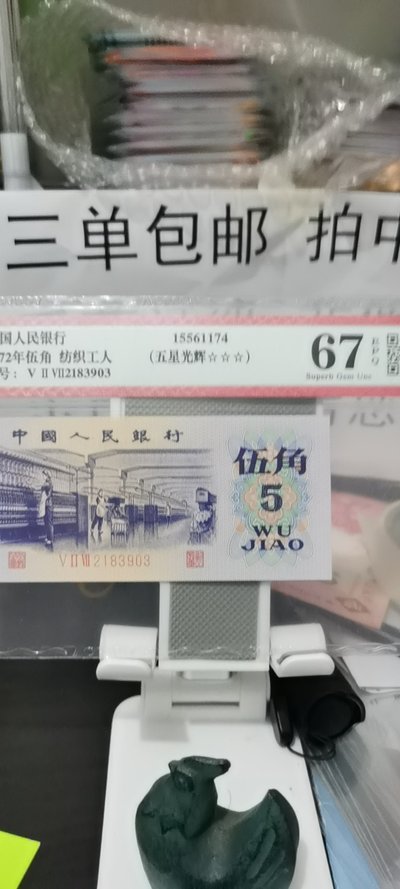 三单包邮 拍中
国人民银行
15561174
72年伍角 纺织工人
(五星光辉☆☆☆)
号: V Ⅱ Ⅶ2183903
67
EPQ
Superb Gem Unc
中國人民銀行
伍角
5
WU
JIAO
V Ⅱ Ⅶ 2183903